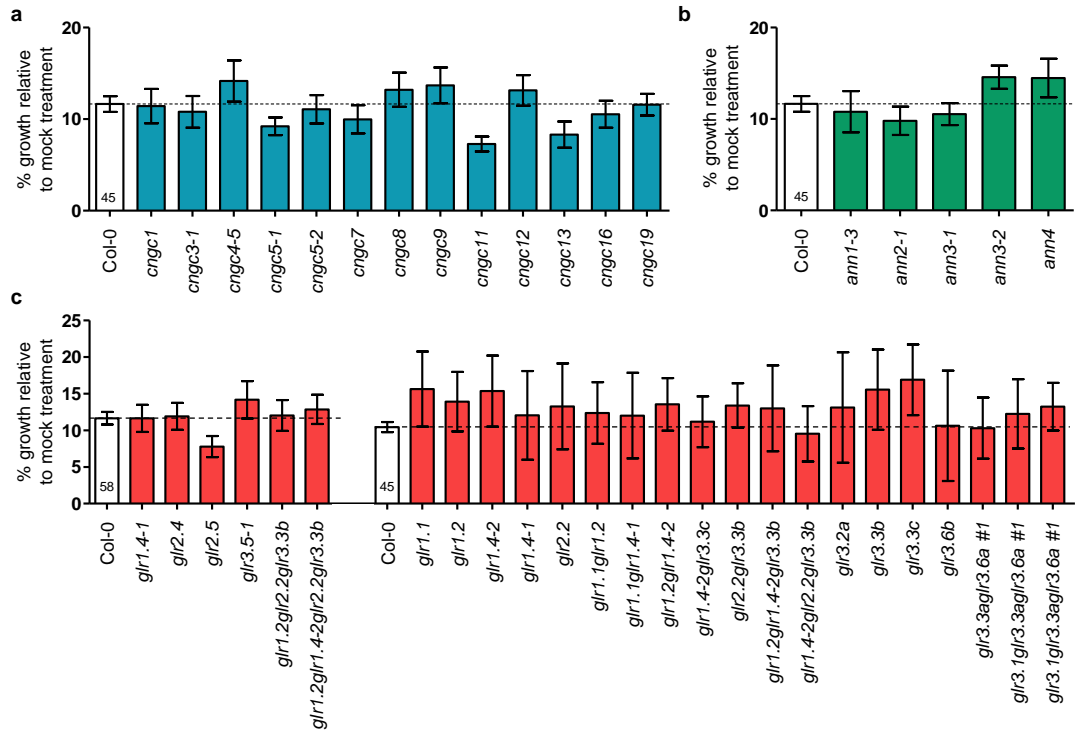 a
% growth relative
to mock treatment
20
10
0
45
Col-0
cngc1
cngc3-1
cngc4-5
cngc5-1
cngc5-2
cngc7
cngc8
cngc9
cngc11
cngc12
cngc13
cngc16
cngc19
b
% growth relative
to mock treatment
20
10
0
45
Col-0
ann1-3
ann2-1
ann3-1
ann3-2
ann4
c
% growth relative
to mock treatment
25
20
15
10
5
0
58
Col-0
glr1.4-1
glr2.4
glr2.5
glr3.5-1
glr1.2glr2.2glr3.3b
glr1.2glr1.4-2glr2.2glr3.3b
45
Col-0
glr1.1
glr1.2
glr1.4-2
glr1.4-1
glr2.2
glr1.1glr1.2
glr1.1glr1.4-1
glr1.2glr1.4-2
glr1.4-2glr3.3c
glr2.2glr3.3b
glr1.2glr1.4-2glr3.3b
glr1.4-2glr2.2glr3.3b
glr3.2a
glr3.3b
glr3.3c
glr3.6b
glr3.3aglr3.6a #1
glr3.1glr3.3aglr3.6a #1
glr3.1glr3.3aglr3.6a #1